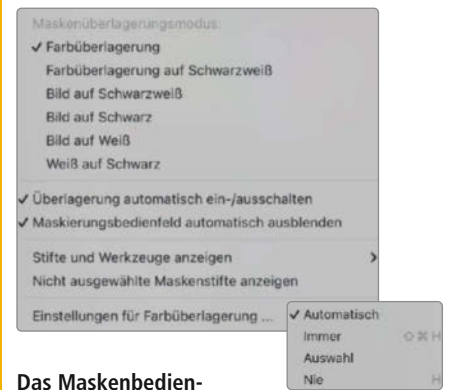 Maskenüberlagerungsmodus:
✓ Farbüberlagerung
Farbüberlagerung auf Schwarzweiß
Bild auf Schwarzweiß
Bild auf Schwarz
Bild auf Weiß
Weiß auf Schwarz
✓ Überlagerung automatisch ein-/ausschalten
✓ Maskierungsbedienfeld automatisch ausblenden
Stifte und Werkzeuge anzeigen >
Nicht ausgewählte Maskenstifte anzeigen
Einstellungen für Farbüberlagerung ...
✓ Automatisch
Immer ⇧⌘H
Auswahl
Nie H
Das Maskenbedien-